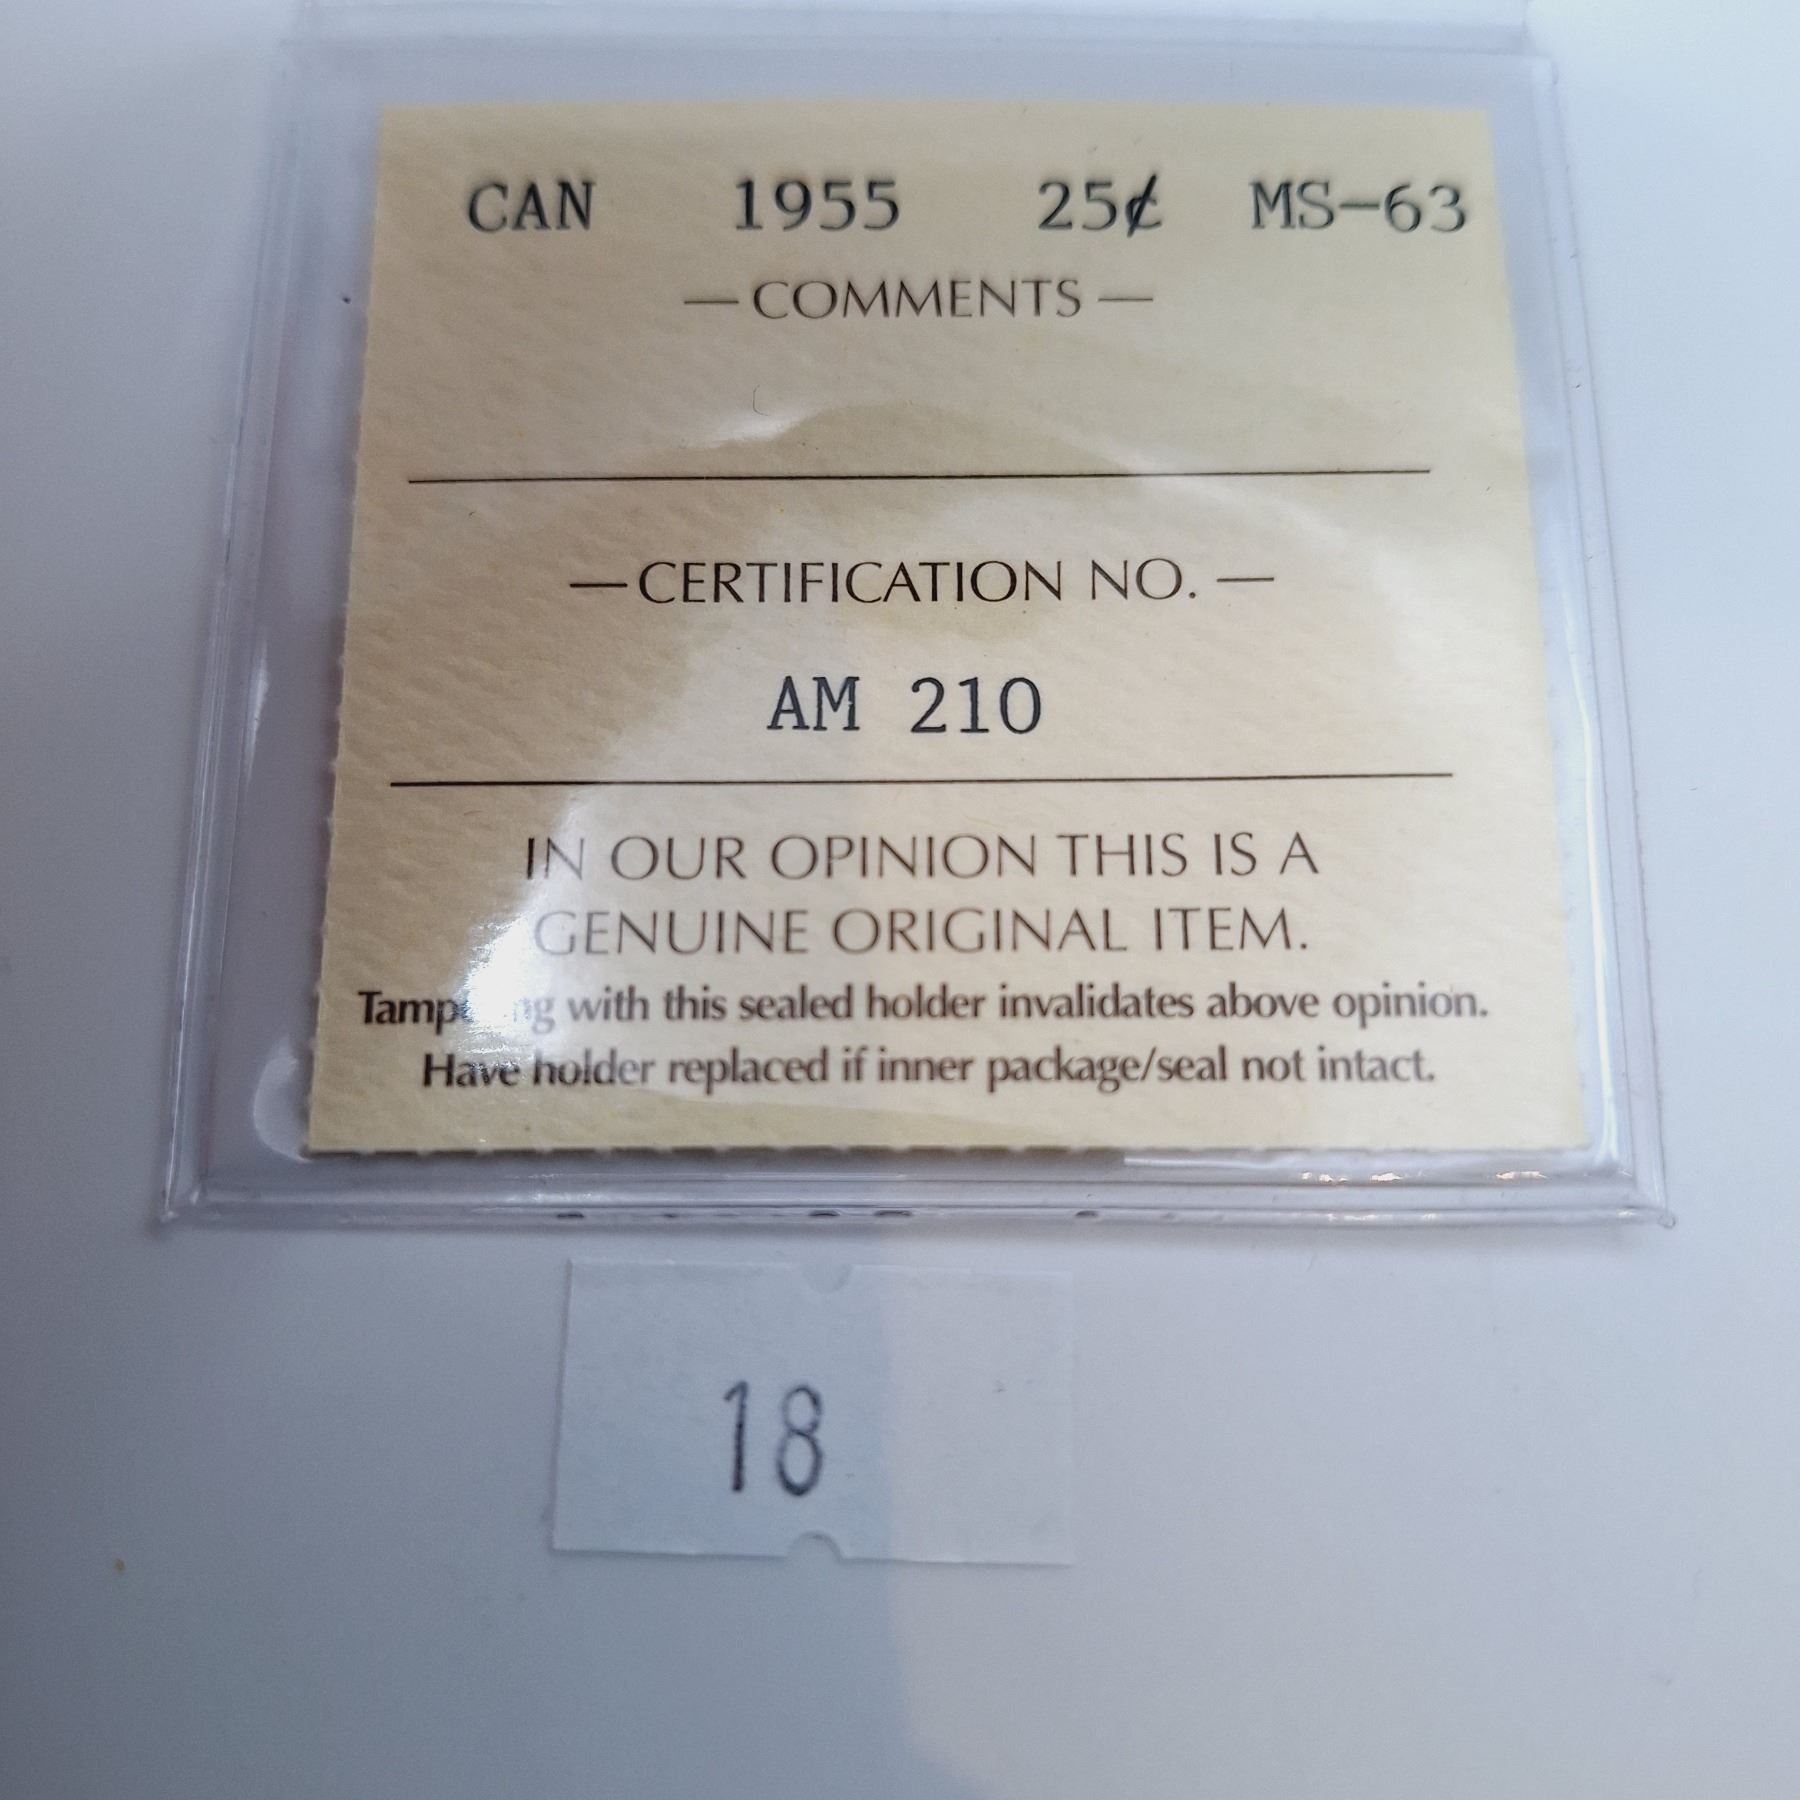 CAN 1955 25¢ MS-63
— COMMENTS —
— CERTIFICATION NO. —
AM 210
IN OUR OPINION THIS IS A
GENUINE ORIGINAL ITEM.
with this sealed holder invalidates above opinion.
Have holder replaced if inner package/seal not intact.
18